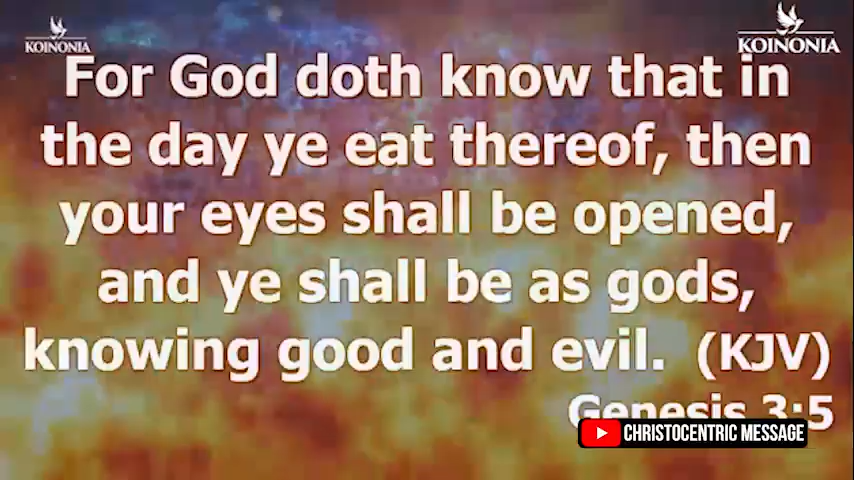 KOINONIA
KOINONIA
For God doth know that in
the day ye eat thereof, then
your eyes shall be opened,
and ye shall be as gods,
knowing good and evil. (KJV)
Genesis 3:5
CHRISTOCENTRIC MESSAGE